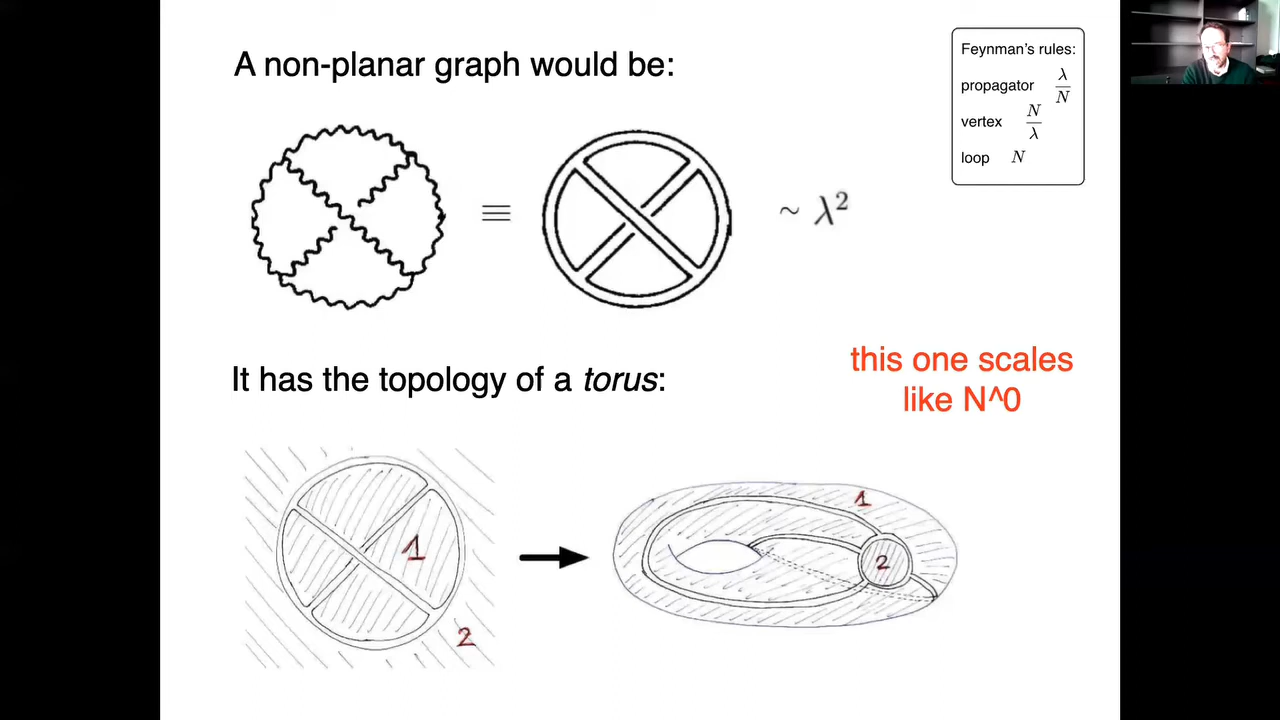 A non-planar graph would be:
Feynman's rules:
propagator λ/N
vertex N/λ
loop N
≡ ~ λ²
It has the topology of a torus:
this one scales
like N^0
1
2
1
2